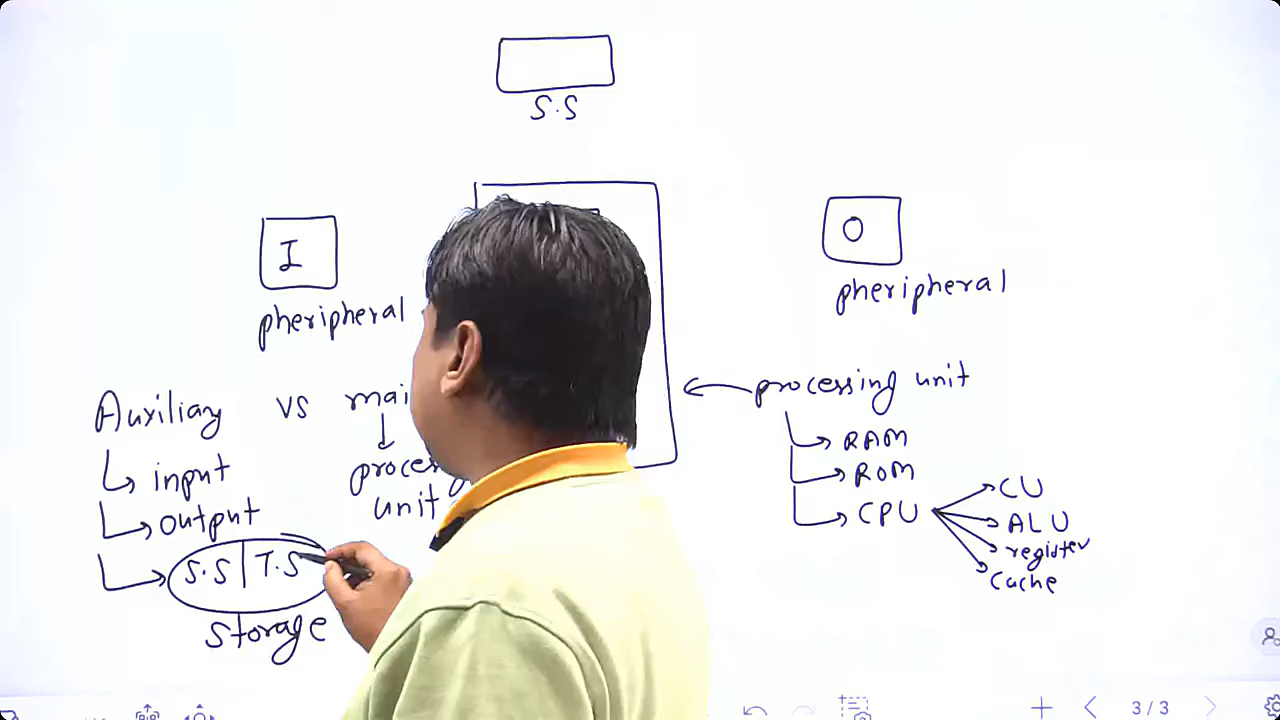 S.S
I
pheripheral
O
pheripheral
Auxiliary vs
input
output
S.S | T.S
storage
unit
processing unit
RAM
ROM
CPU
CU
ALU
register
Cache
3/3